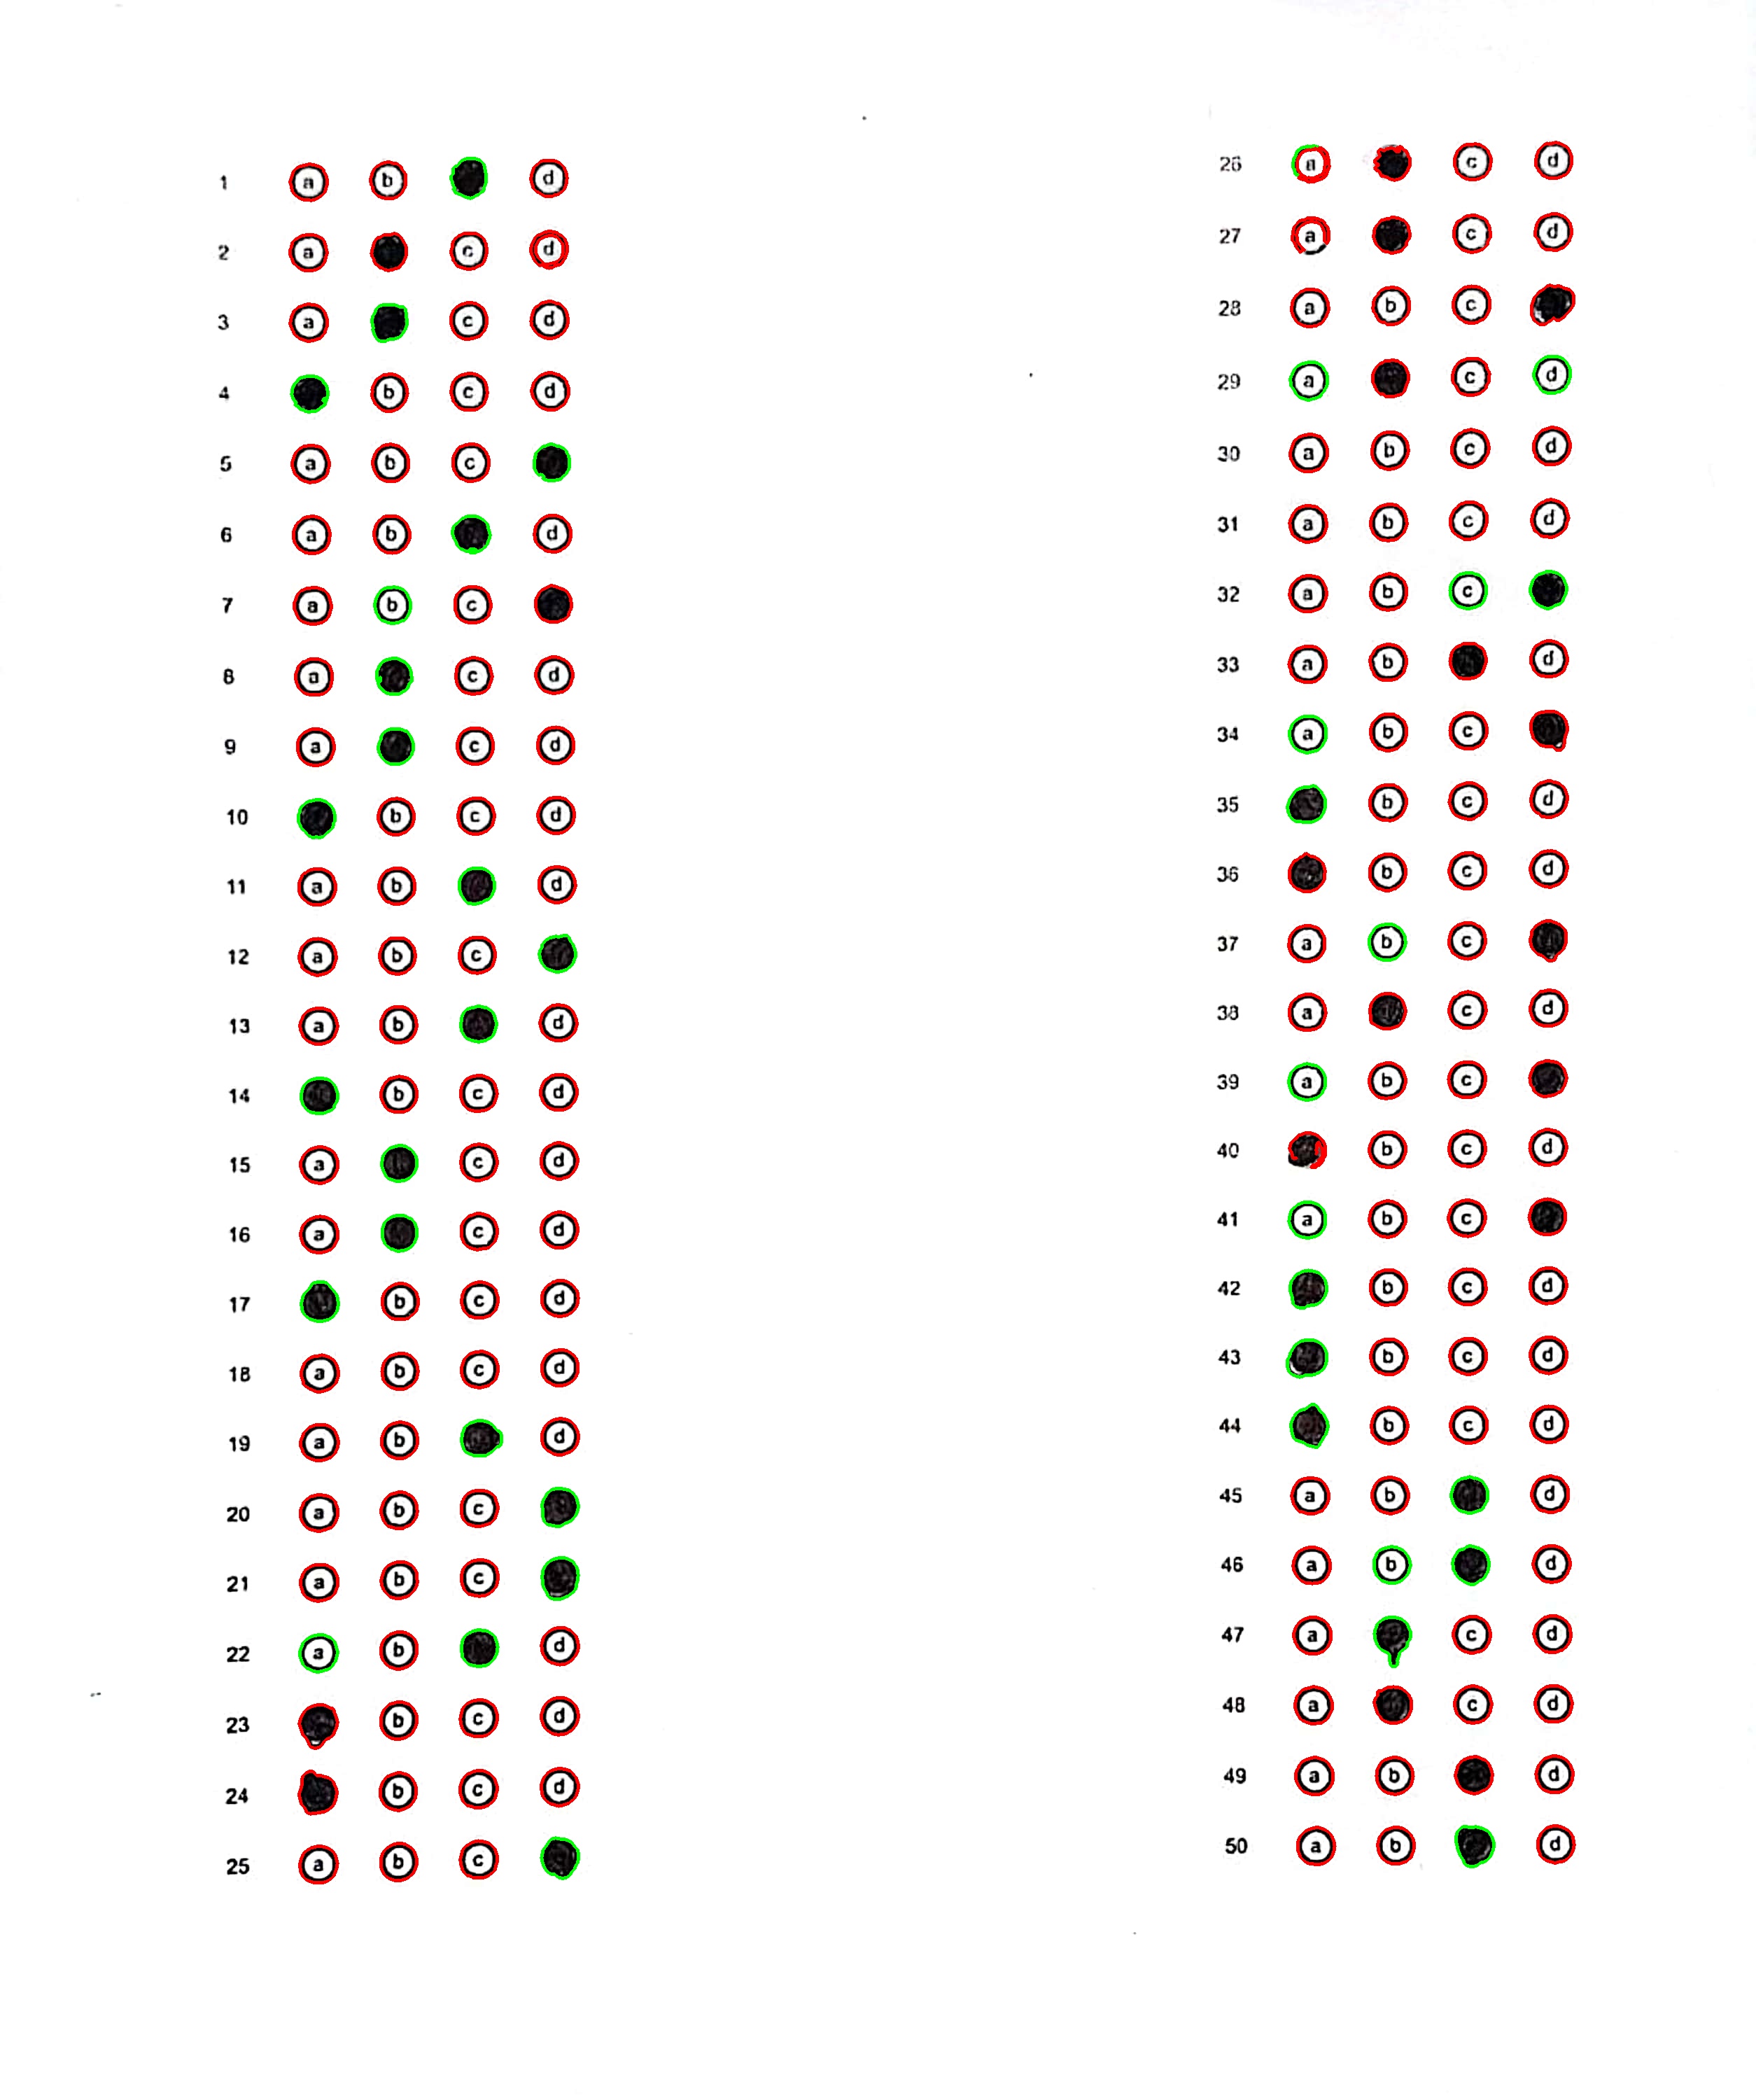 1 a b d
2 a c d
3 a c d
4 b c d
5 a b c
6 a b d
7 a b c
8 a c d
9 a c d
10 b c d
11 a b d
12 a b c
13 a b d
14 b c d
15 a c d
16 a c d
17 b c d
18 a b c d
19 a b d
20 a b c
21 a b c
22 a b d
23 b c d
24 b c d
25 a b c
26 a c d
27 a c d
28 a b c
29 a c d
30 a b c d
31 a b c d
32 a b c
33 a b d
34 a b c
35 b c d
36 b c d
37 a b c
38 a c d
39 a b c
40 b c d
41 a b c
42 b c d
43 b c d
44 b c d
45 a b d
46 a b d
47 a c d
48 a c d
49 a b d
50 a b d